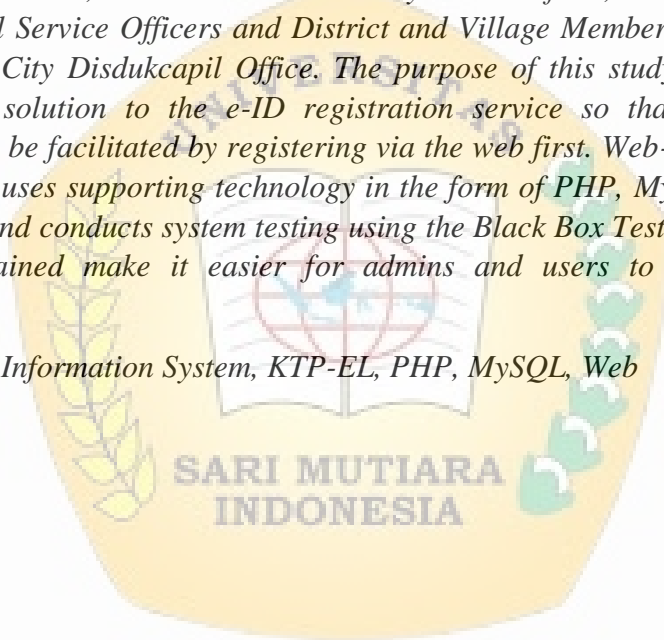 l Service Officers and District and Village Member
City Disdukcapil Office. The purpose of this study
solution to the e-ID registration service so tha
be facilitated by registering via the web first. Web-
uses supporting technology in the form of PHP, My
nd conducts system testing using the Black Box Test
ained make it easier for admins and users to
Information System, KTP-EL, PHP, MySQL, Web
UNIVERSITAS
SARI MUTIARA
INDONESIA